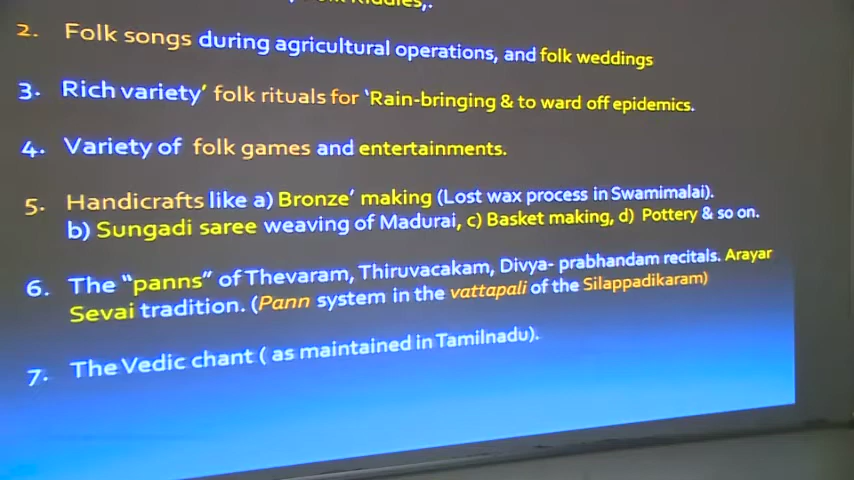 Folk Riddles,.
2. Folk songs during agricultural operations, and folk weddings
3. Rich variety' folk rituals for 'Rain-bringing & to ward off epidemics.
4. Variety of folk games and entertainments.
5. Handicrafts like a) Bronze' making (Lost wax process in Swamimalai).
b) Sungadi saree weaving of Madurai, c) Basket making, d) Pottery & so on.
6. The "panns" of Thevaram, Thiruvacakam, Divya- prabhandam recitals. Arayar
Sevai tradition. (Pann system in the vattapali of the Silappadikaram)
7. The Vedic chant ( as maintained in Tamilnadu).